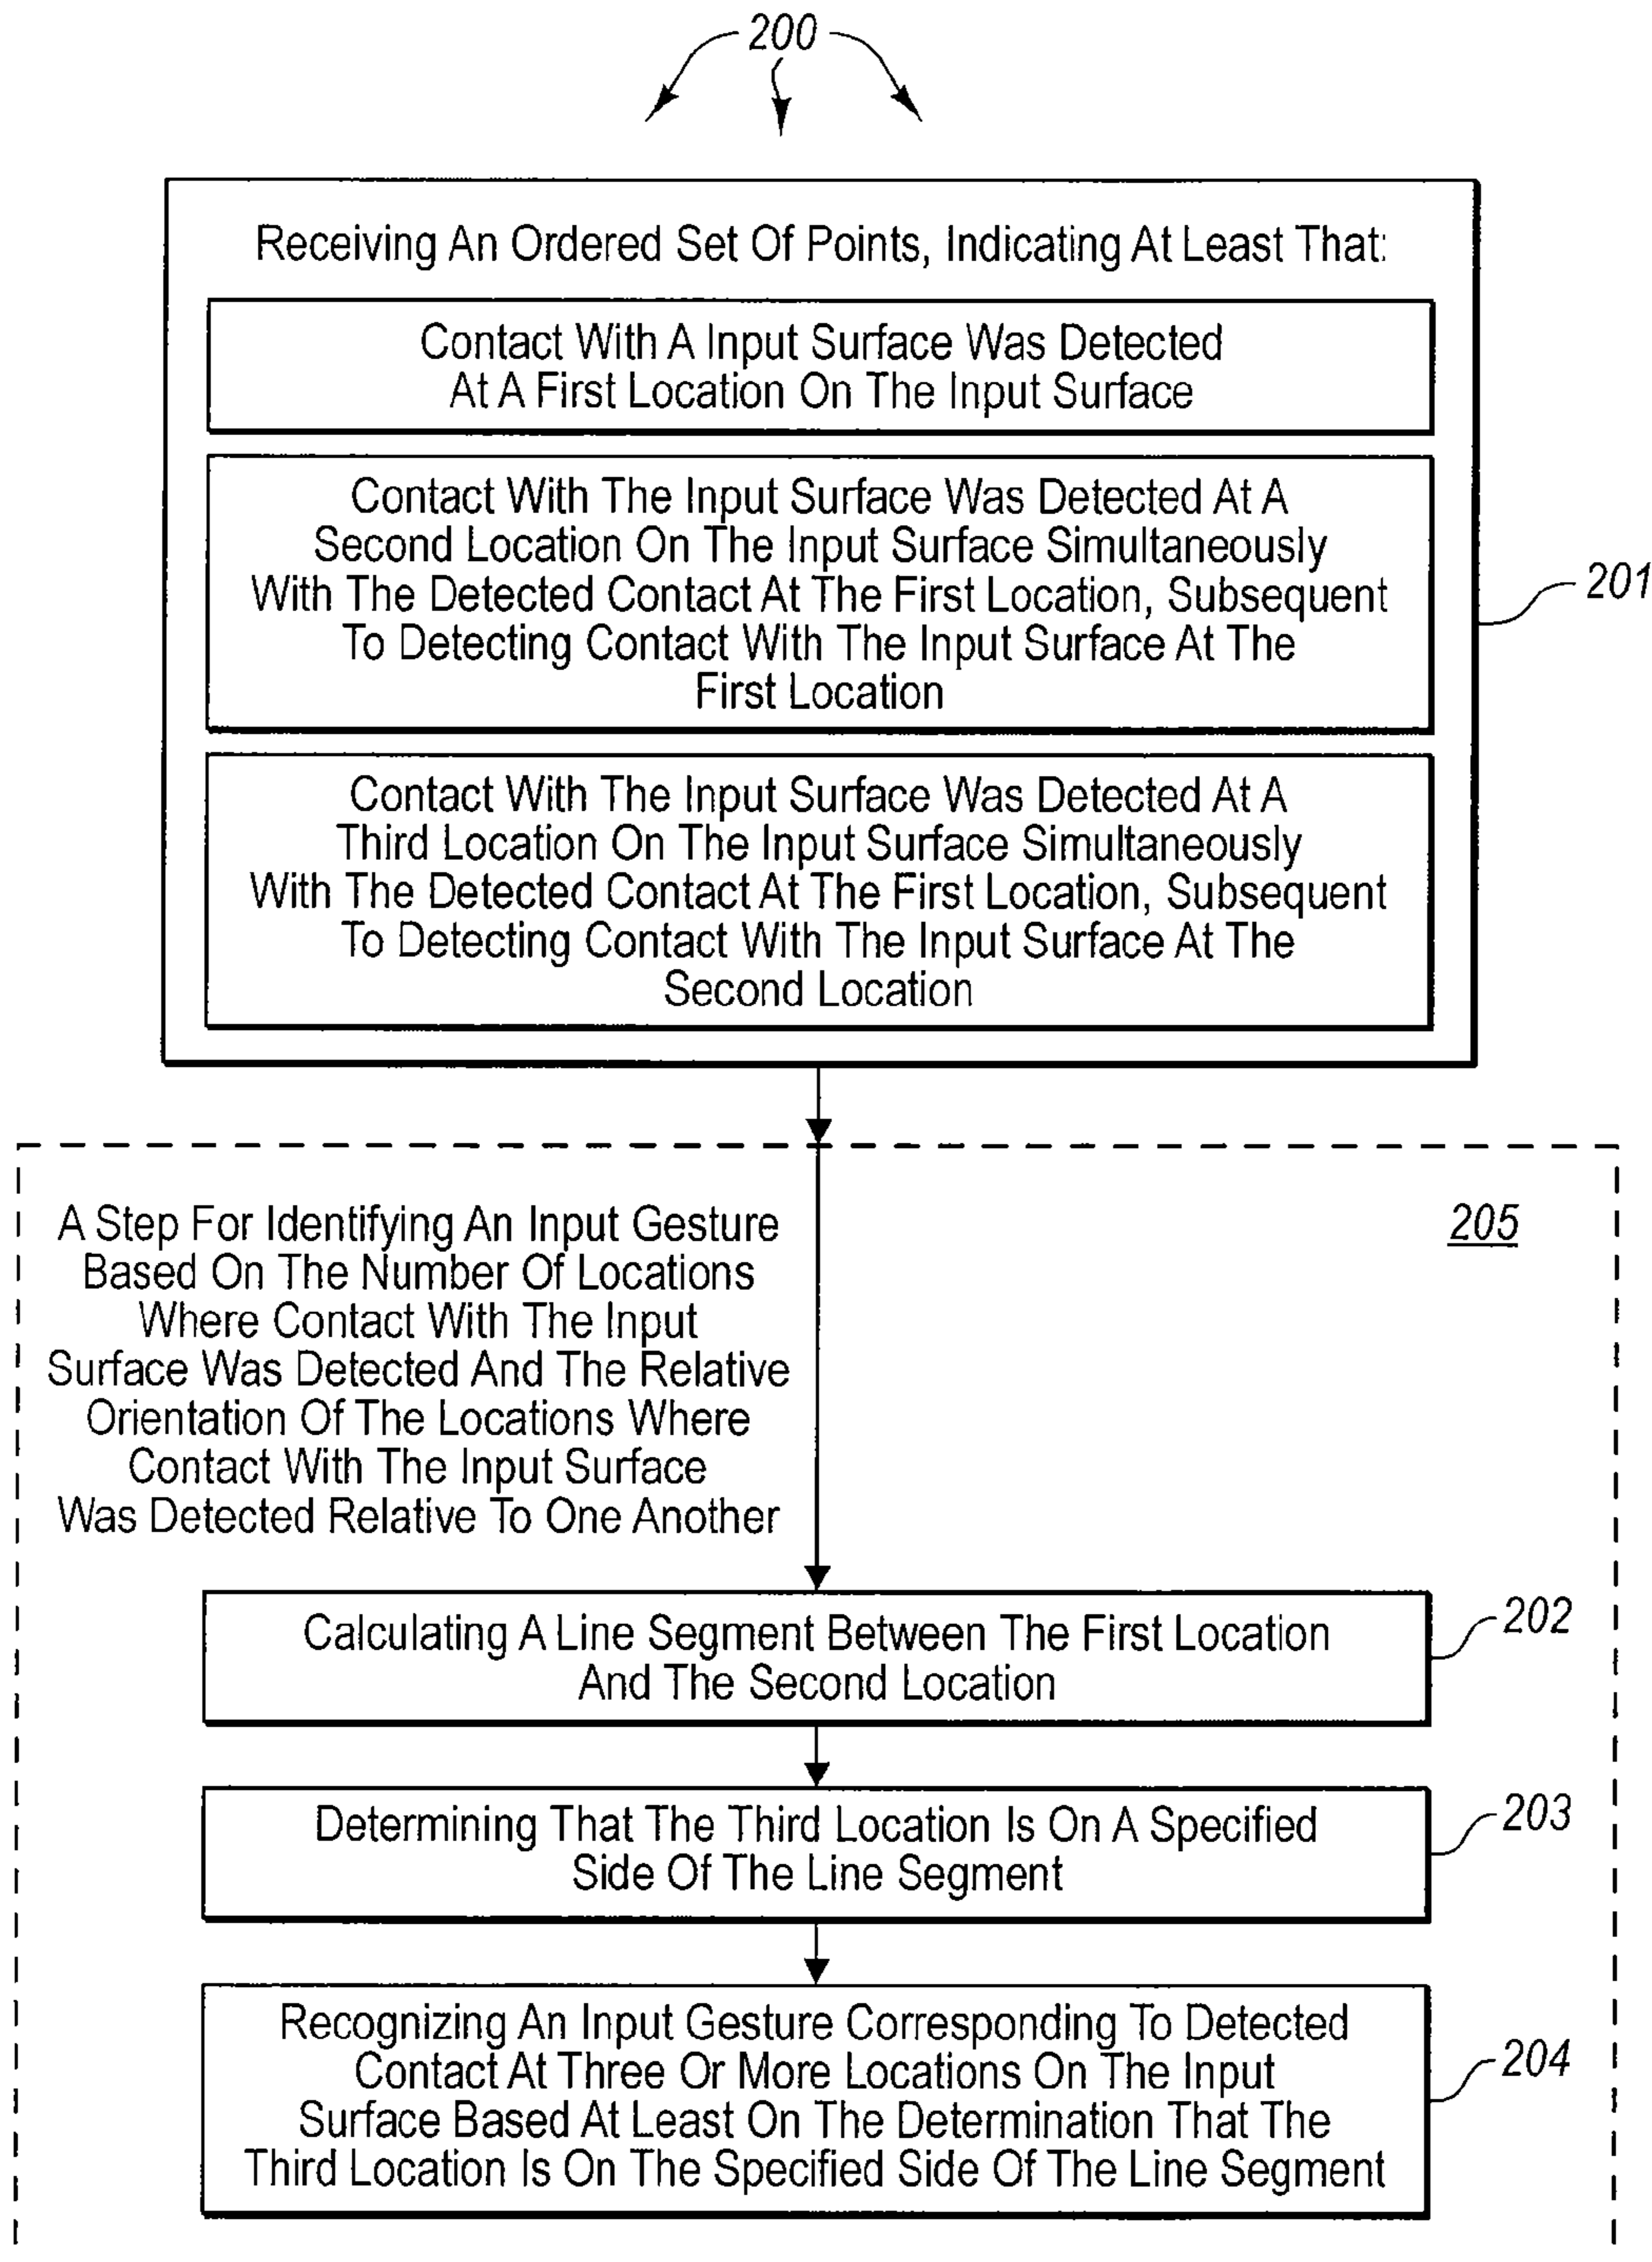 200
Receiving An Ordered Set Of Points, Indicating At Least That:
Contact With A Input Surface Was Detected
At A First Location On The Input Surface
Contact With The Input Surface Was Detected At A
Second Location On The Input Surface Simultaneously
With The Detected Contact At The First Location, Subsequent
To Detecting Contact With The Input Surface At The
First Location
201
Contact With The Input Surface Was Detected At A
Third Location On The Input Surface Simultaneously
With The Detected Contact At The First Location, Subsequent
To Detecting Contact With The Input Surface At The
Second Location
205
A Step For Identifying An Input Gesture
Based On The Number Of Locations
Where Contact With The Input
Surface Was Detected And The Relative
Orientation Of The Locations Where
Contact With The Input Surface
Was Detected Relative To One Another
Calculating A Line Segment Between The First Location
And The Second Location
202
Determining That The Third Location Is On A Specified
Side Of The Line Segment
203
Recognizing An Input Gesture Corresponding To Detected
Contact At Three Or More Locations On The Input
Surface Based At Least On The Determination That The
Third Location Is On The Specified Side Of The Line Segment
204